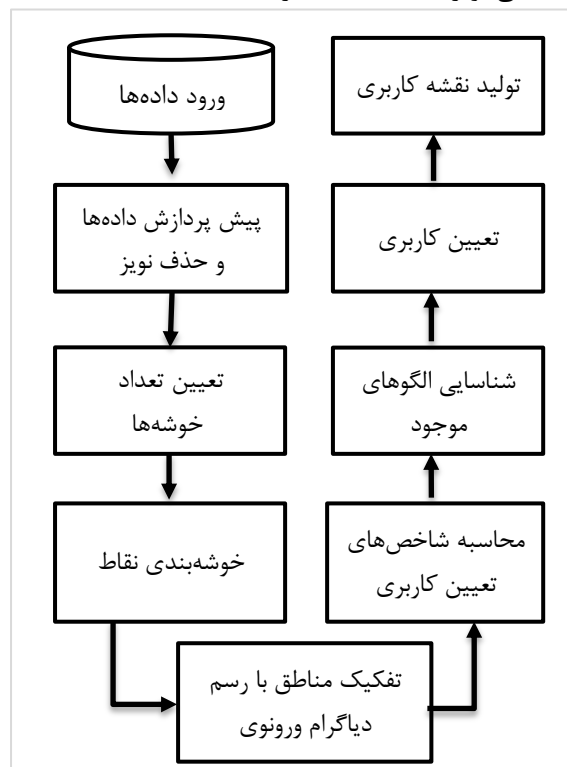 ورود داده‌ها
پیش پردازش داده‌ها
و حذف نویز
تعیین تعداد
خوشه‌ها
خوشه‌بندی نقاط
تفکیک مناطق با رسم
دیاگرام ورونوی
محاسبه شاخص‌های
تعیین کاربری
شناسایی الگوهای
موجود
تعیین کاربری
تولید نقشه کاربری